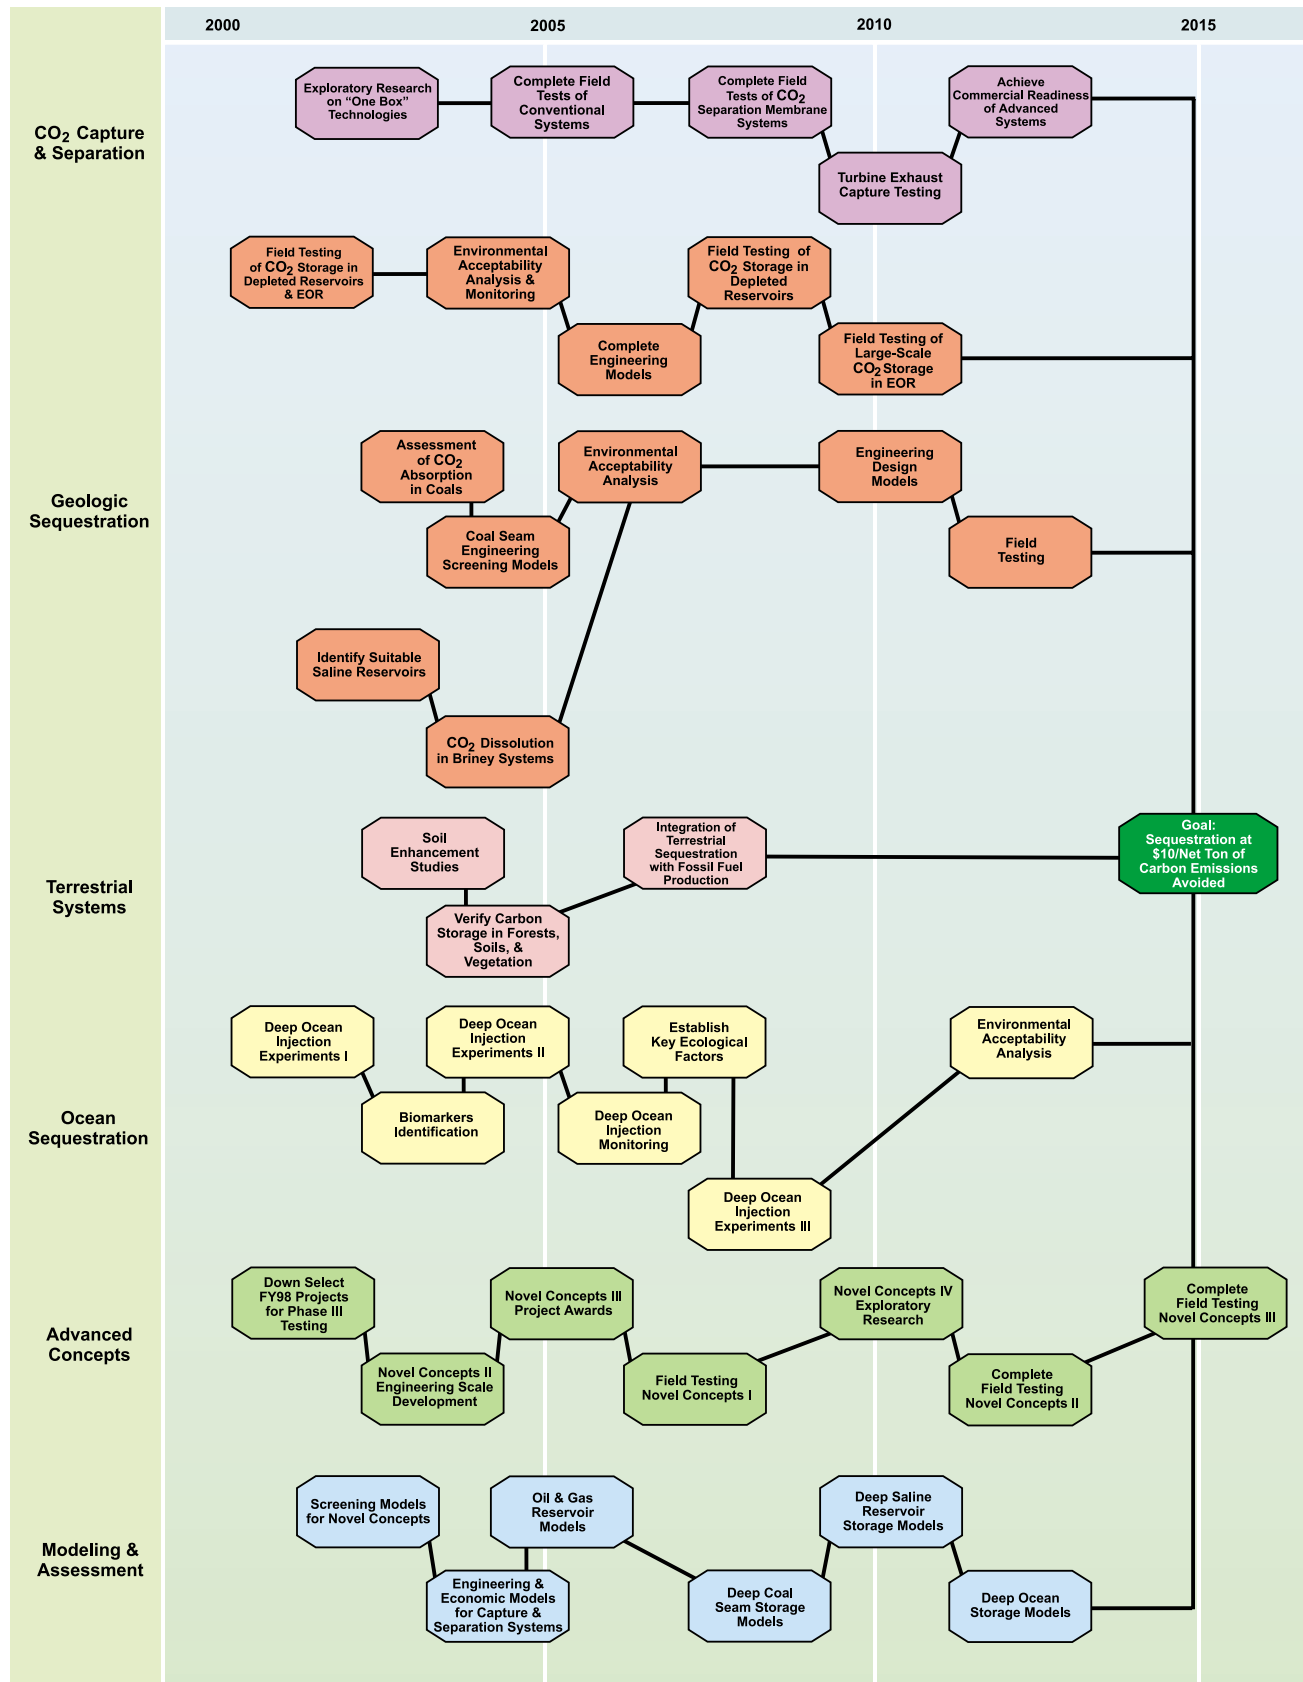 2000 2005 2010 2015
CO2 Capture
& Separation
Exploratory Research
on “One Box”
Technologies
Complete Field
Tests of
Conventional
Systems
Complete Field
Tests of CO2
Separation Membrane
Systems
Turbine Exhaust
Capture Testing
Achieve
Commercial Readiness
of Advanced
Systems
Geologic
Sequestration
Field Testing
of CO2 Storage in
Depleted Reservoirs
& EOR
Environmental
Acceptability
Analysis &
Monitoring
Complete
Engineering
Models
Field Testing of
CO2 Storage in
Depleted
Reservoirs
Field Testing of
Large-Scale
CO2 Storage
in EOR
Assessment
of CO2
Absorption
in Coals
Coal Seam
Engineering
Screening Models
Environmental
Acceptability
Analysis
Engineering
Design
Models
Field
Testing
Identify Suitable
Saline Reservoirs
CO2 Dissolution
in Briney Systems
Terrestrial
Systems
Soil
Enhancement
Studies
Verify Carbon
Storage in Forests,
Soils, &
Vegetation
Integration of
Terrestrial
Sequestration
with Fossil Fuel
Production
Goal:
Sequestration at
$10/Net Ton of
Carbon Emissions
Avoided
Ocean
Sequestration
Deep Ocean
Injection
Experiments I
Biomarkers
Identification
Deep Ocean
Injection
Experiments II
Deep Ocean
Injection
Monitoring
Establish
Key Ecological
Factors
Deep Ocean
Injection
Experiments III
Environmental
Acceptability
Analysis
Advanced
Concepts
Down Select
FY98 Projects
for Phase III
Testing
Novel Concepts II
Engineering Scale
Development
Novel Concepts III
Project Awards
Field Testing
Novel Concepts I
Novel Concepts IV
Exploratory
Research
Complete
Field Testing
Novel Concepts II
Complete
Field Testing
Novel Concepts III
Modeling &
Assessment
Screening Models
for Novel Concepts
Engineering &
Economic Models
for Capture &
Separation Systems
Oil & Gas
Reservoir
Models
Deep Coal
Seam Storage
Models
Deep Saline
Reservoir
Storage Models
Deep Ocean
Storage Models